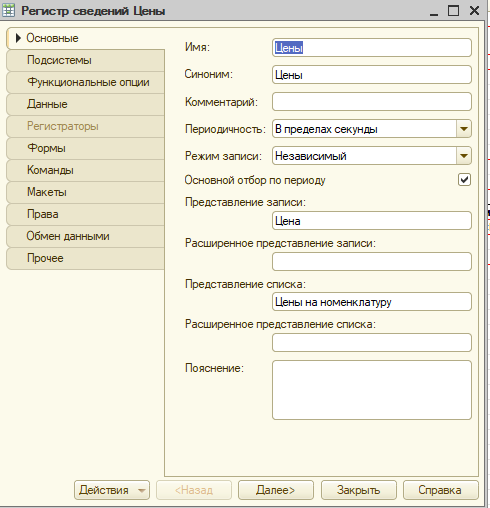 Регистр сведений Цены
Основные
Подсистемы
Функциональные опции
Данные
Регистраторы
Формы
Команды
Макеты
Права
Обмен данными
Прочее
Имя: Цены
Синоним: Цены
Комментарий:
Периодичность: В пределах секунды
Режим записи: Независимый
Основной отбор по периоду
Представление записи:
Цена
Расширенное представление записи:
Представление списка:
Цены на номенклатуру
Расширенное представление списка:
Пояснение:
Действия <Назад Далее> Закрыть Справка